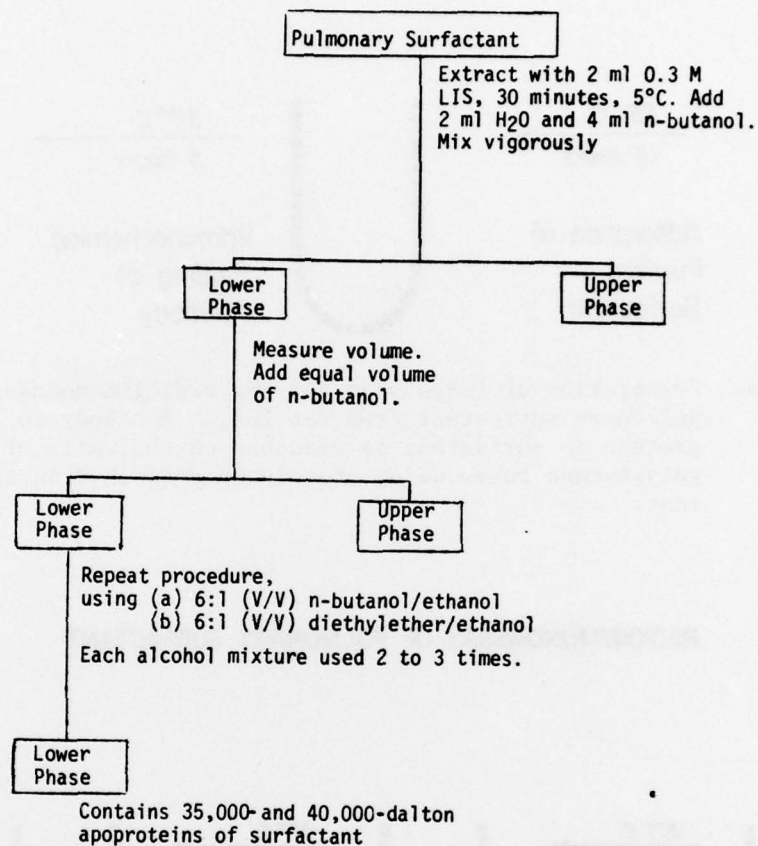 Pulmonary Surfactant
Extract with 2 ml 0.3 M
LIS, 30 minutes, 5°C. Add
2 ml H2O and 4 ml n-butanol.
Mix vigorously
Lower
Phase
Upper
Phase
Measure volume.
Add equal volume
of n-butanol.
Lower
Phase
Upper
Phase
Repeat procedure,
using (a) 6:1 (V/V) n-butanol/ethanol
(b) 6:1 (V/V) diethylether/ethanol
Each alcohol mixture used 2 to 3 times.
Lower
Phase
Contains 35,000-and 40,000-dalton
apoproteins of surfactant